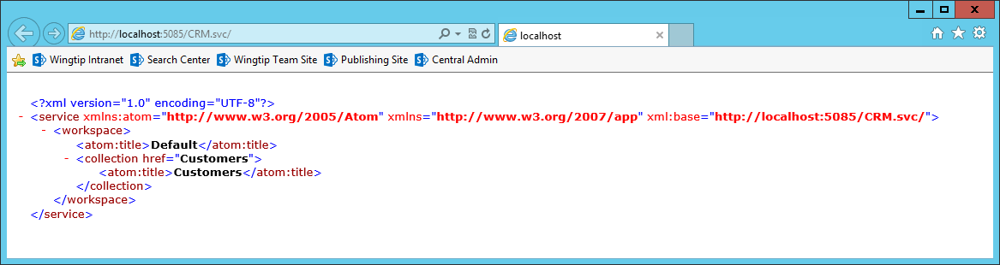 http://localhost:5085/CRM.svc/
localhost
Wingtip Intranet Search Center Wingtip Team Site Publishing Site Central Admin
<?xml version="1.0" encoding="UTF-8"?>
- <service xmlns:atom="http://www.w3.org/2005/Atom" xmlns="http://www.w3.org/2007/app" xml:base="http://localhost:5085/CRM.svc/">
- <workspace>
<atom:title>Default</atom:title>
- <collection href="Customers">
<atom:title>Customers</atom:title>
</collection>
</workspace>
</service>